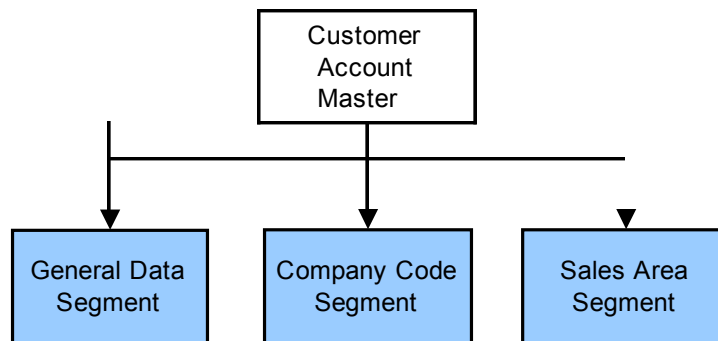 Customer
Account
Master
General Data
Segment
Company Code
Segment
Sales Area
Segment